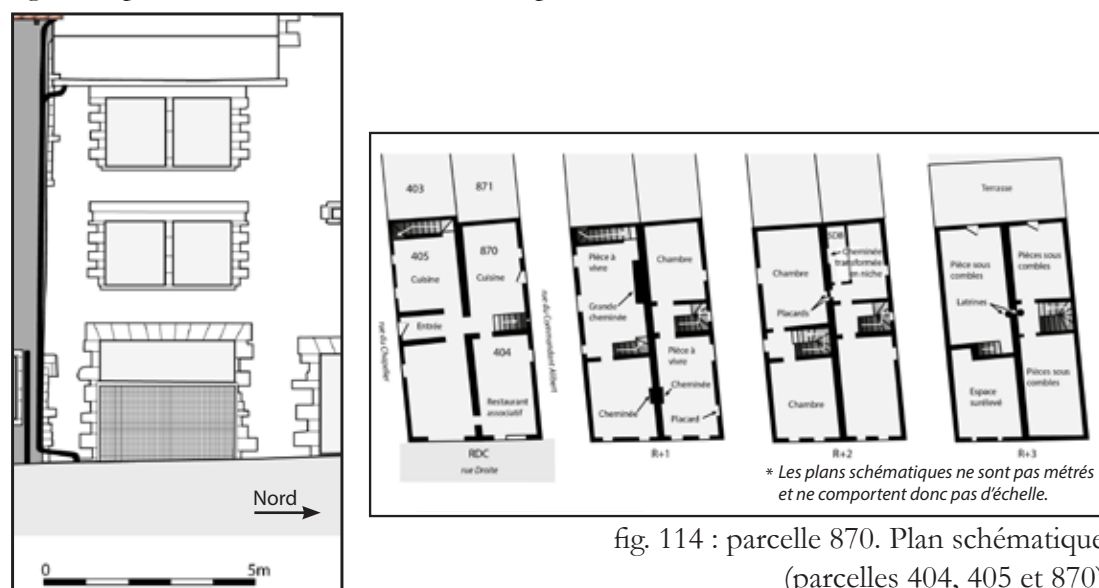 Nord
0
5m
403
871
405
870
Cuisine
Cuisine
Entrée
404
Restaurant
associatif
rue du Chapelier
rue du Commandant Alibert
RDC
rue Droite
Pièce à
vivre
Chambre
Grande
cheminée
Pièce à
vivre
Cheminée
Cheminée
Placard
R+1
SDB
Cheminée
transformée
en niche
Chambre
Placards
Chambre
R+2
Terrasse
Pièce sous
combles
Pièces sous
combles
Latrines
Espace
surélevé
Pièces sous
combles
R+3
* Les plans schématiques ne sont pas métrés
et ne comportent donc pas d'échelle.
fig. 114 : parcelle 870. Plan schématique
(parcelles 404, 405 et 870)